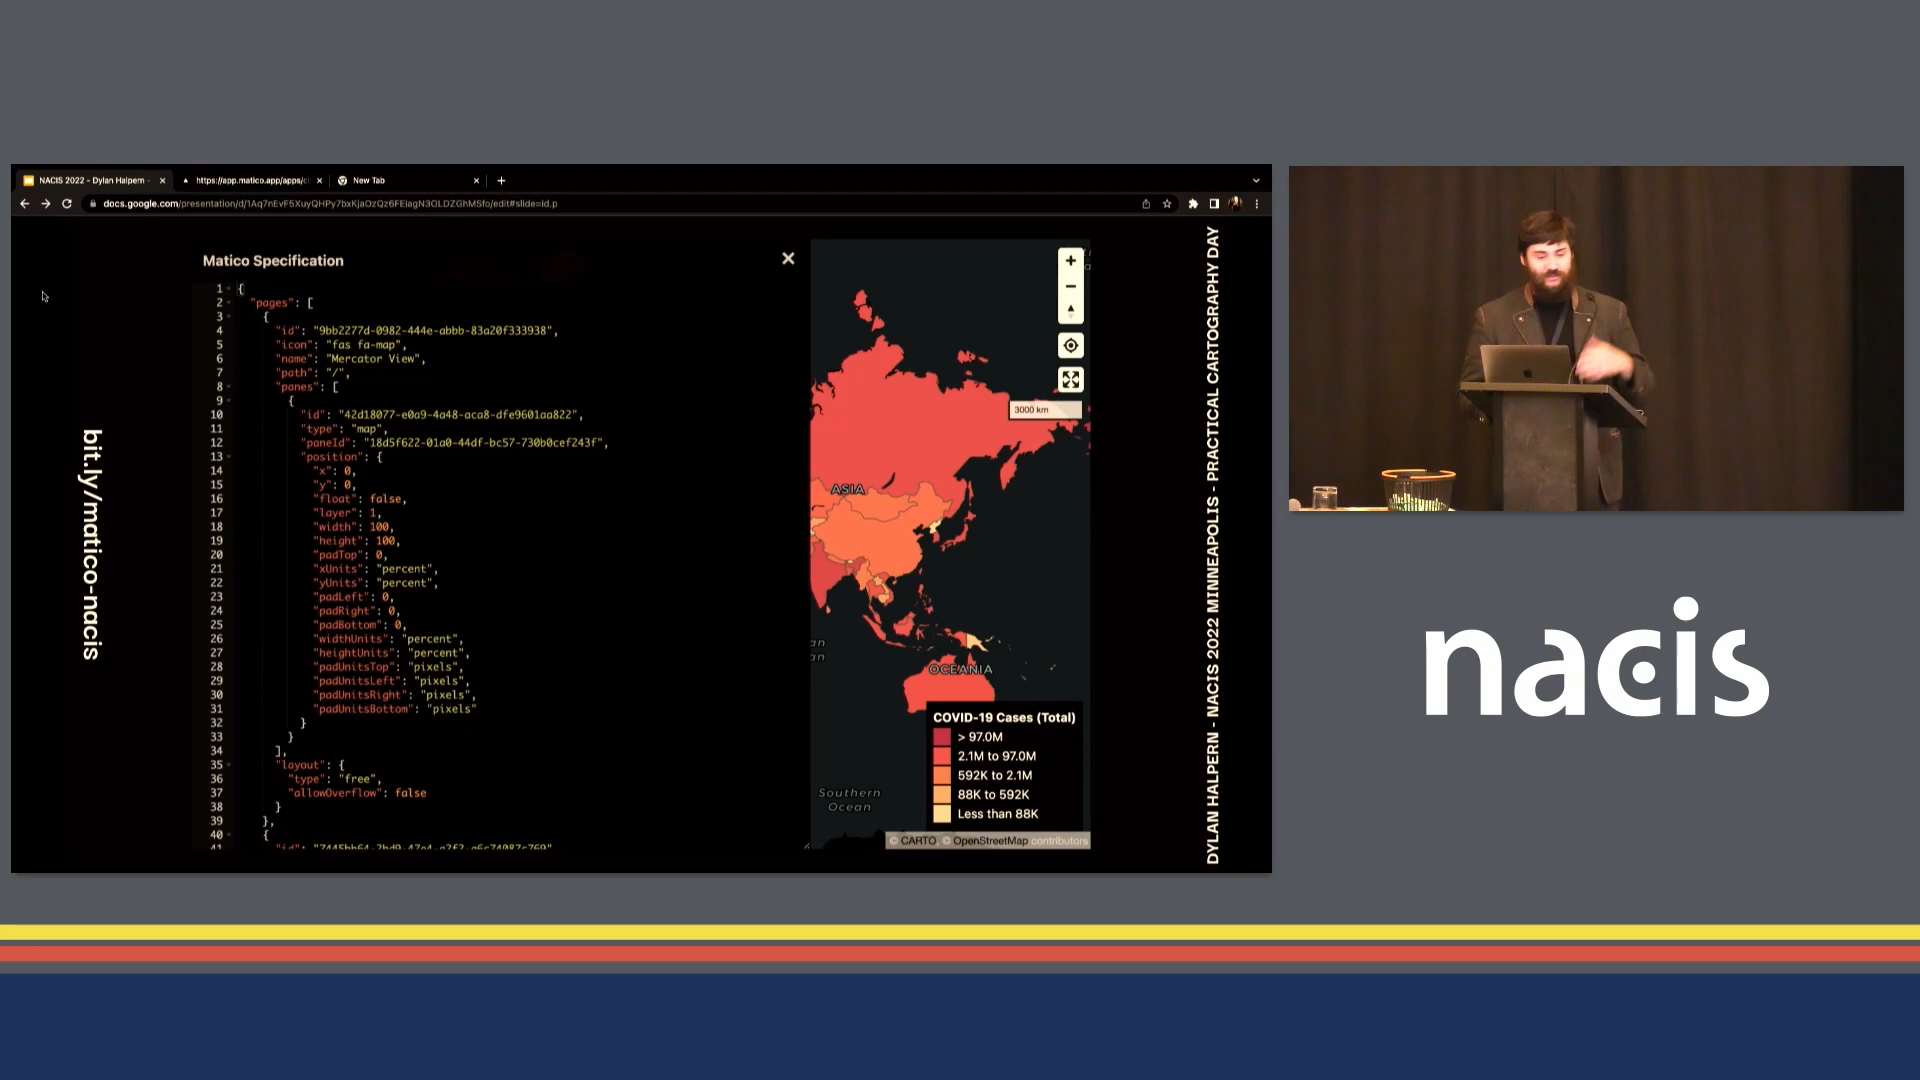 NACIS 2022 - Dylan Halpern -
https://app.matico.app/apps/c
New Tab
docs.google.com/presentation/d/1Aq7nEvF5XuyQHPy7bxKjaOzQz6FEiagN3OLDZGhMSfo/edit#slide=id.p
bit.ly/matico-nacis
Matico Specification
1 {
2 "pages": [
3 {
4 "id": "9bb2277d-0982-444e-abbb-83a20f333938",
5 "icon": "fas fa-map",
6 "name": "Mercator View",
7 "path": "/",
8 "panes": [
9 {
10 "id": "42d18077-e0a9-4a48-aca8-dfe9601aa822",
11 "type": "map",
12 "paneId": "18d5f622-01a0-44df-bc57-730b0cef243f",
13 "position": {
14 "x": 0,
15 "y": 0,
16 "float": false,
17 "layer": 1,
18 "width": 100,
19 "height": 100,
20 "padTop": 0,
21 "xUnits": "percent",
22 "yUnits": "percent",
23 "padLeft": 0,
24 "padRight": 0,
25 "padBottom": 0,
26 "widthUnits": "percent",
27 "heightUnits": "percent",
28 "padUnitsTop": "pixels",
29 "padUnitsLeft": "pixels",
30 "padUnitsRight": "pixels",
31 "padUnitsBottom": "pixels"
32 }
33 }
34 ],
35 "layout": {
36 "type": "free",
37 "allowOverflow": false
38 }
39 },
40 {
3000 km
ASIA
OCEANIA
Southern
Ocean
COVID-19 Cases (Total)
> 97.0M
2.1M to 97.0M
592K to 2.1M
88K to 592K
Less than 88K
© CARTO, © OpenStreetMap contributors
DYLAN HALPERN - NACIS 2022 MINNEAPOLIS - PRACTICAL CARTOGRAPHY DAY
nacis